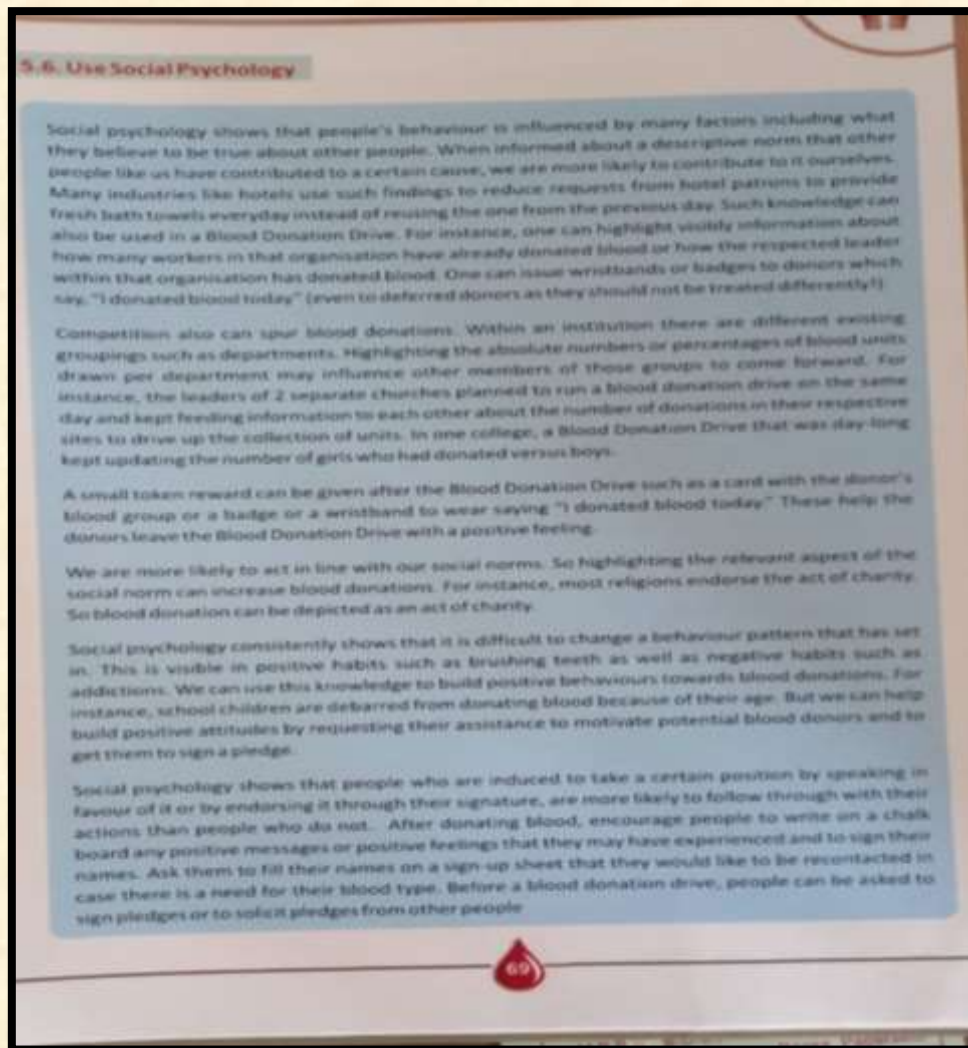 5.6. Use Social Psychology
Social psychology shows that people's behaviour is influenced by many factors including what
they believe to be true about other people. When informed about a descriptive norm that other
people like us have contributed to a certain cause, we are more likely to contribute to it ourselves.
Many industries like hotels use such findings to reduce requests from hotel patrons to provide
fresh bath towels everyday instead of reusing the one from the previous day. Such knowledge can
also be used in a Blood Donation Drive. For instance, one can highlight visibly information about
how many workers in that organisation have already donated blood or how the respected leader
within that organisation has donated blood. One can issue wristbands or badges to donors which
say, "I donated blood today" (even to deferred donors as they should not be treated differently!)
Competition also can spur blood donations. Within an institution there are different existing
groupings such as departments. Highlighting the absolute numbers or percentages of blood units
drawn per department may influence other members of those groups to come forward. For
instance, the leaders of 2 separate churches planned to run a blood donation drive on the same
day and kept feeding information to each other about the number of donations in their respective
sites to drive up the collection of units. In one college, a Blood Donation Drive that was day-long
kept updating the number of girls who had donated versus boys.
A small token reward can be given after the Blood Donation Drive such as a card with the donor's
blood group or a badge or a wristband to wear saying "I donated blood today." These help the
donors leave the Blood Donation Drive with a positive feeling.
We are more likely to act in line with our social norms. So highlighting the relevant aspect of the
social norm can increase blood donations. For instance, most religions endorse the act of charity.
So blood donation can be depicted as an act of charity.
Social psychology consistently shows that it is difficult to change a behaviour pattern that has set
in. This is visible in positive habits such as brushing teeth as well as negative habits such as
addictions. We can use this knowledge to build positive behaviours towards blood donations. For
instance, school children are debarred from donating blood because of their age. But we can help
build positive attitudes by requesting their assistance to motivate potential blood donors and to
get them to sign a pledge.
Social psychology shows that people who are induced to take a certain position by speaking in
favour of it or by endorsing it through their signature, are more likely to follow through with their
actions than people who do not. After donating blood, encourage people to write on a chalk
board any positive messages or positive feelings that they may have experienced and to sign their
names. Ask them to fill their names on a sign-up sheet that they would like to be recontacted in
case there is a need for their blood type. Before a blood donation drive, people can be asked to
sign pledges or to solicit pledges from other people
69